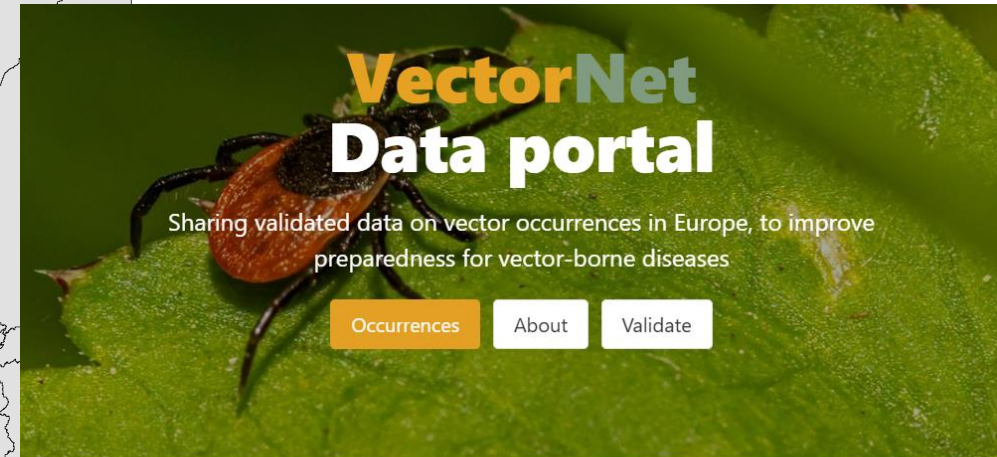 VectorNet
Data portal
Sharing validated data on vector occurrences in Europe, to improve
preparedness for vector-borne diseases
Occurrences About Validate